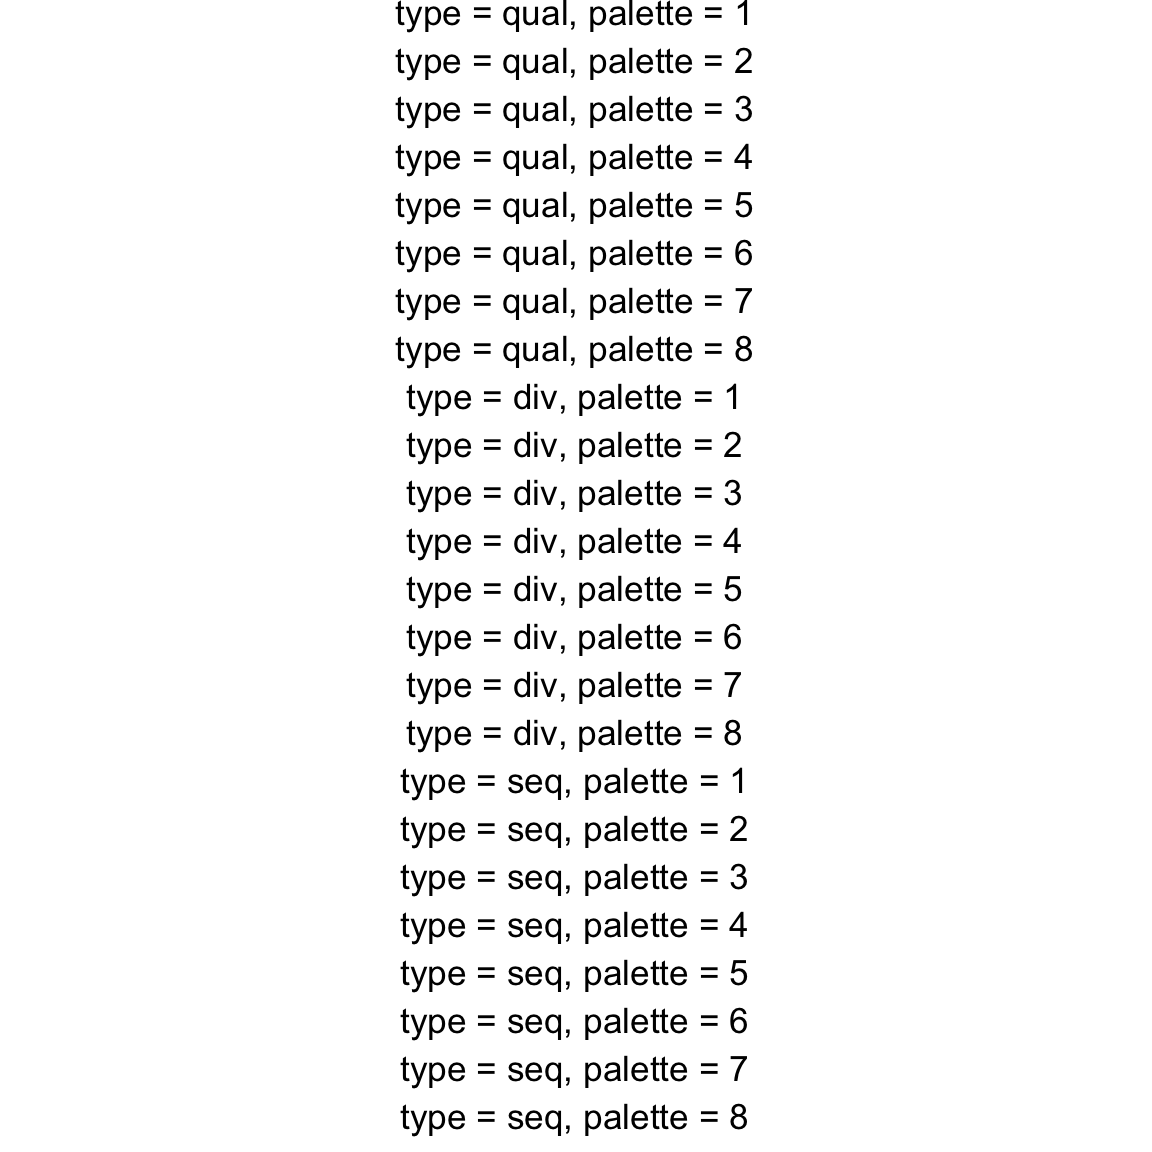 type = qual, palette = 1
type = qual, palette = 2
type = qual, palette = 3
type = qual, palette = 4
type = qual, palette = 5
type = qual, palette = 6
type = qual, palette = 7
type = qual, palette = 8
type = div, palette = 1
type = div, palette = 2
type = div, palette = 3
type = div, palette = 4
type = div, palette = 5
type = div, palette = 6
type = div, palette = 7
type = div, palette = 8
type = seq, palette = 1
type = seq, palette = 2
type = seq, palette = 3
type = seq, palette = 4
type = seq, palette = 5
type = seq, palette = 6
type = seq, palette = 7
type = seq, palette = 8